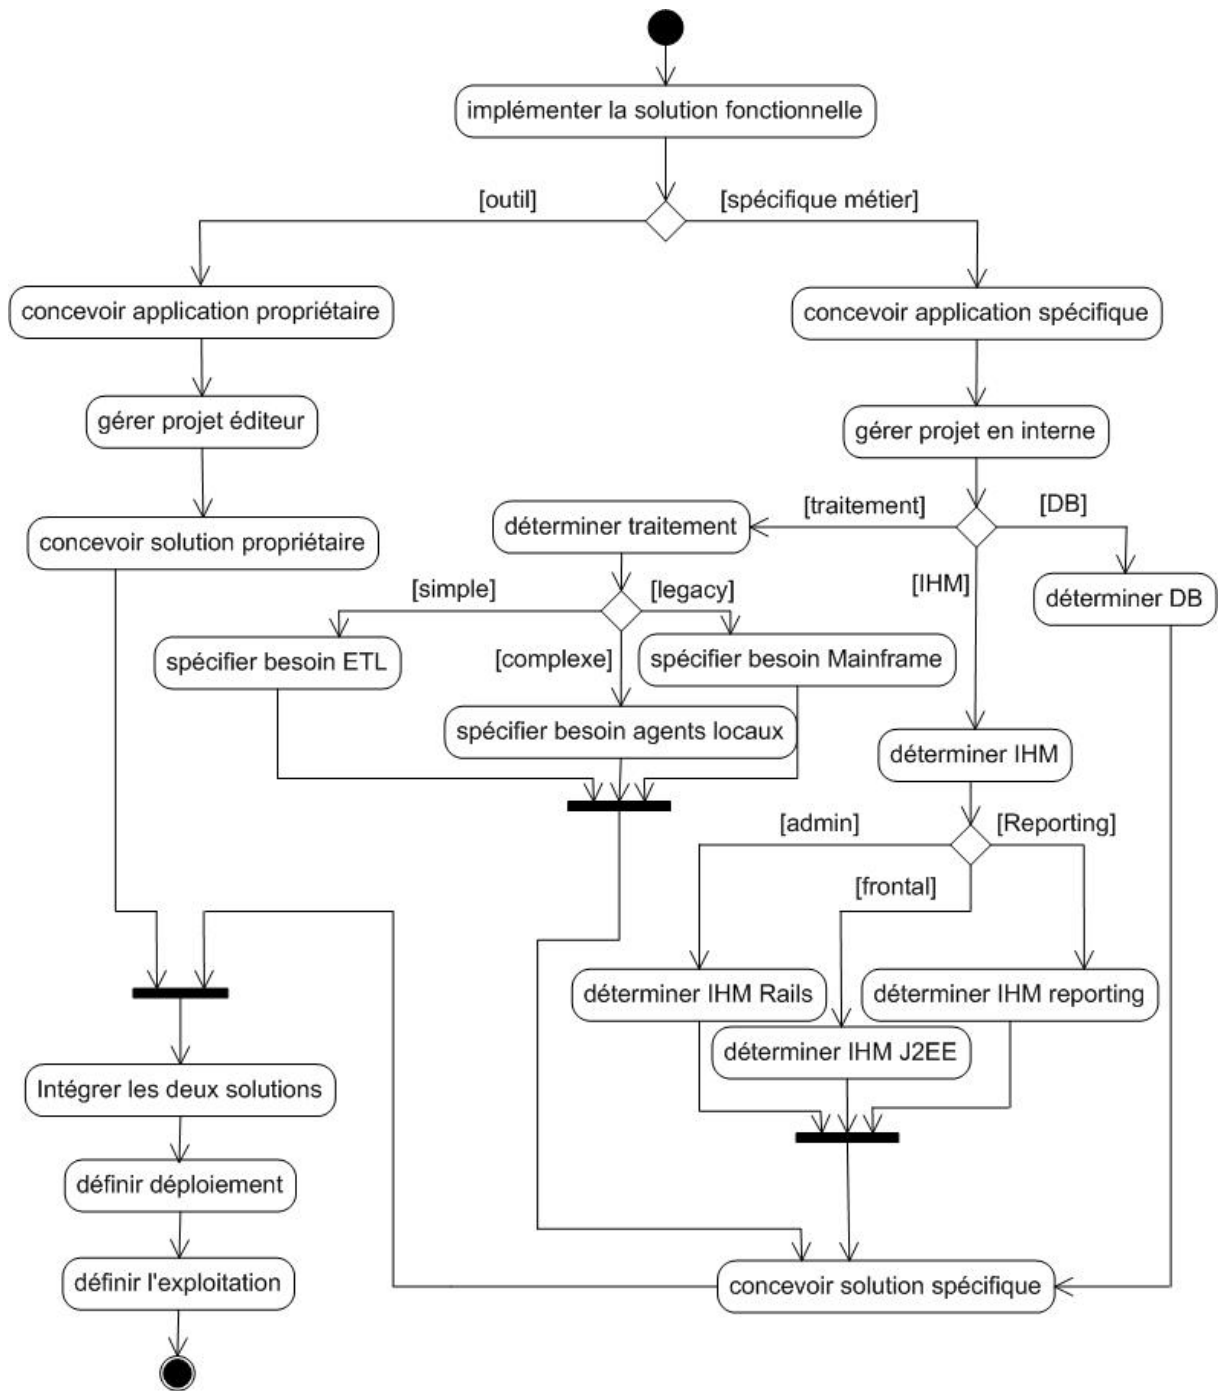 implémenter la solution fonctionnelle
[outil]
[spécifique métier]
concevoir application propriétaire
concevoir application spécifique
gérer projet éditeur
gérer projet en interne
[traitement]
[DB]
déterminer traitement
concevoir solution propriétaire
[IHM]
[simple]
[legacy]
déterminer DB
spécifier besoin ETL
[complexe]
spécifier besoin Mainframe
spécifier besoin agents locaux
déterminer IHM
[admin]
[Reporting]
[frontal]
déterminer IHM Rails
déterminer IHM reporting
déterminer IHM J2EE
Intégrer les deux solutions
définir déploiement
définir l'exploitation
concevoir solution spécifique